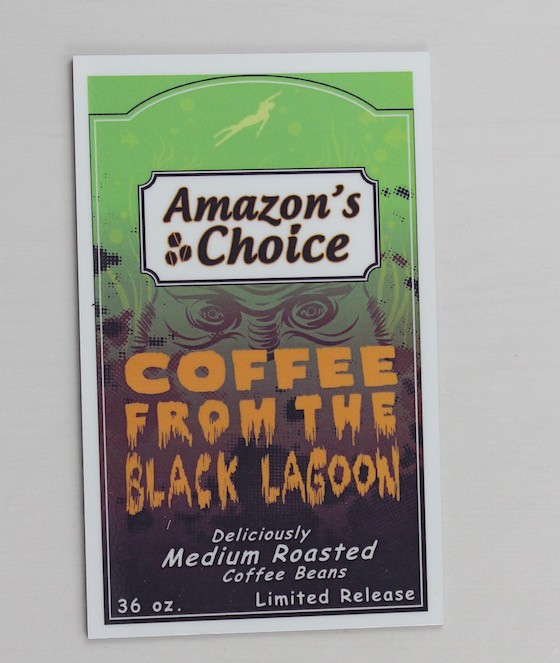 Amazon's
Choice
COFFEE
FROM THE
BLACK LAGOON
Deliciously
Medium Roasted
Coffee Beans
Limited Release
36 oz.